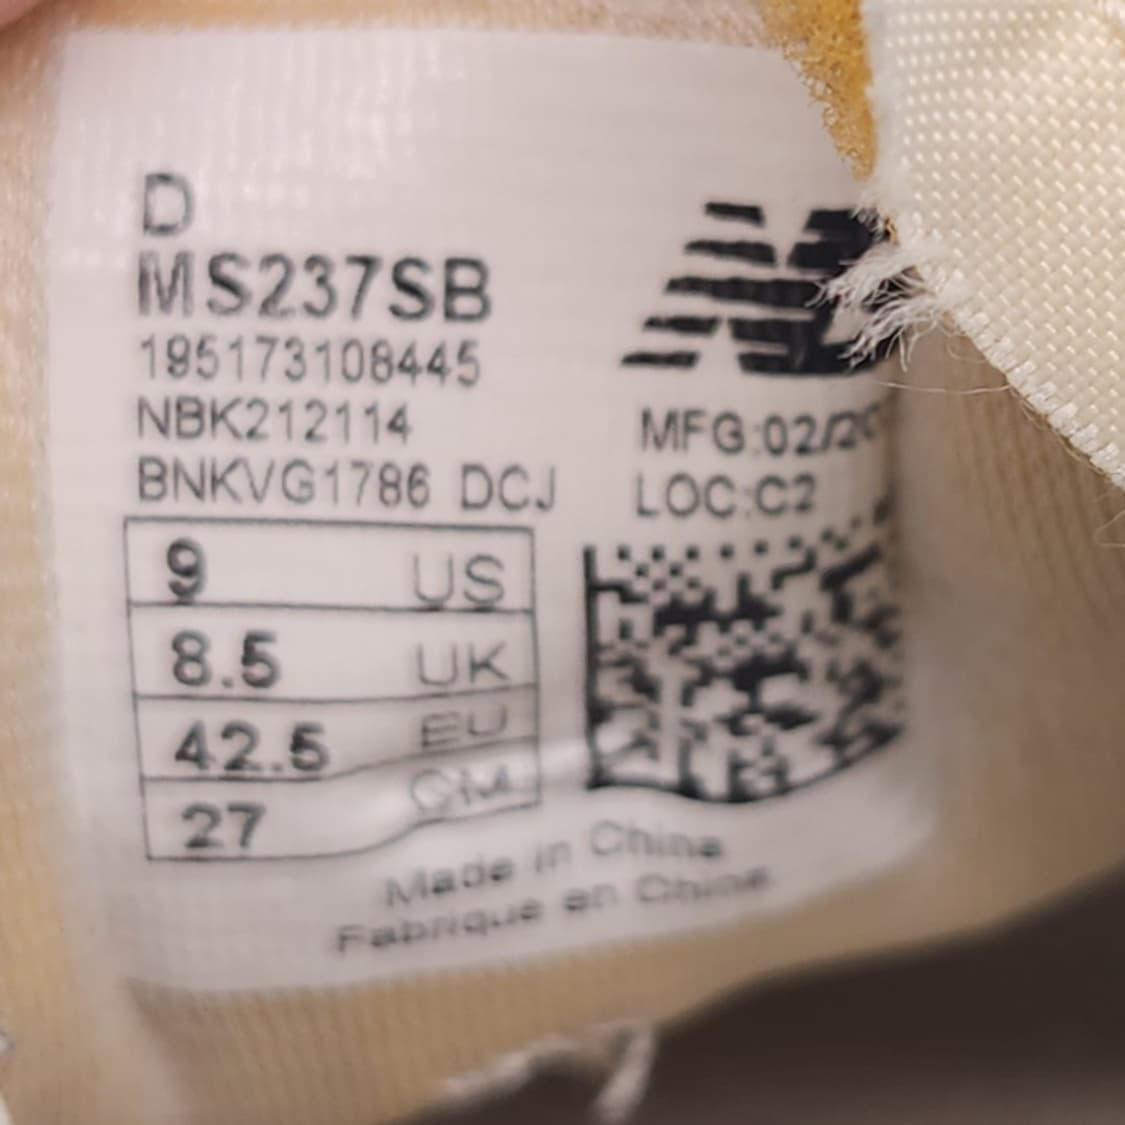 D
MS237SB
195173108445
NBK212114
BNKVG1786 DCJ
MFG:02/2
LOC:C2
9 US
8.5 UK
42.5 EU
27 CM
Made in China
Fabrique en Chine